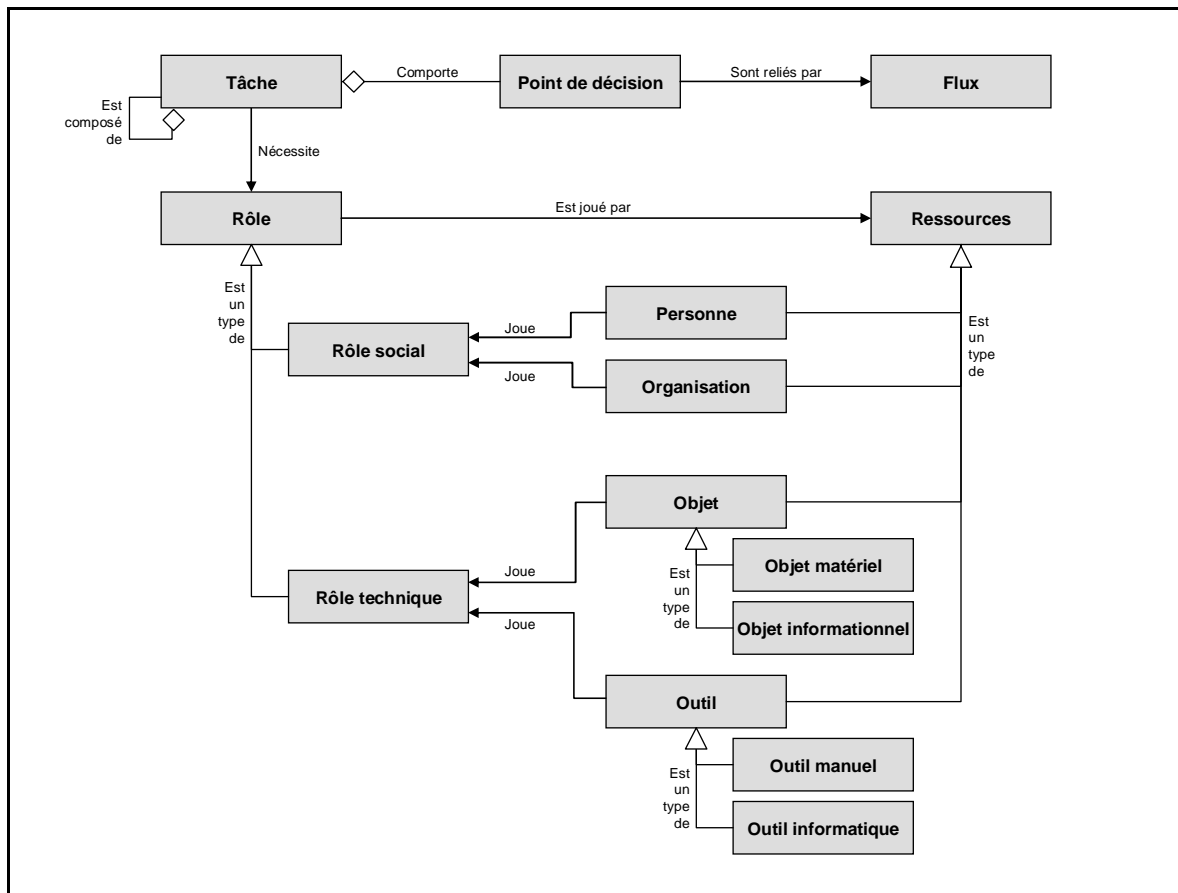 Tâche
Comporte
Point de décision
Sont reliés par
Flux
Est
composé
de
Nécessite
Rôle
Est joué par
Ressources
Est
un
type
de
Rôle social
Joue
Joue
Personne
Organisation
Est
un
type
de
Objet
Joue
Rôle technique
Joue
Est
un
type
de
Objet matériel
Objet informationnel
Outil
Est
un
type
de
Outil manuel
Outil informatique